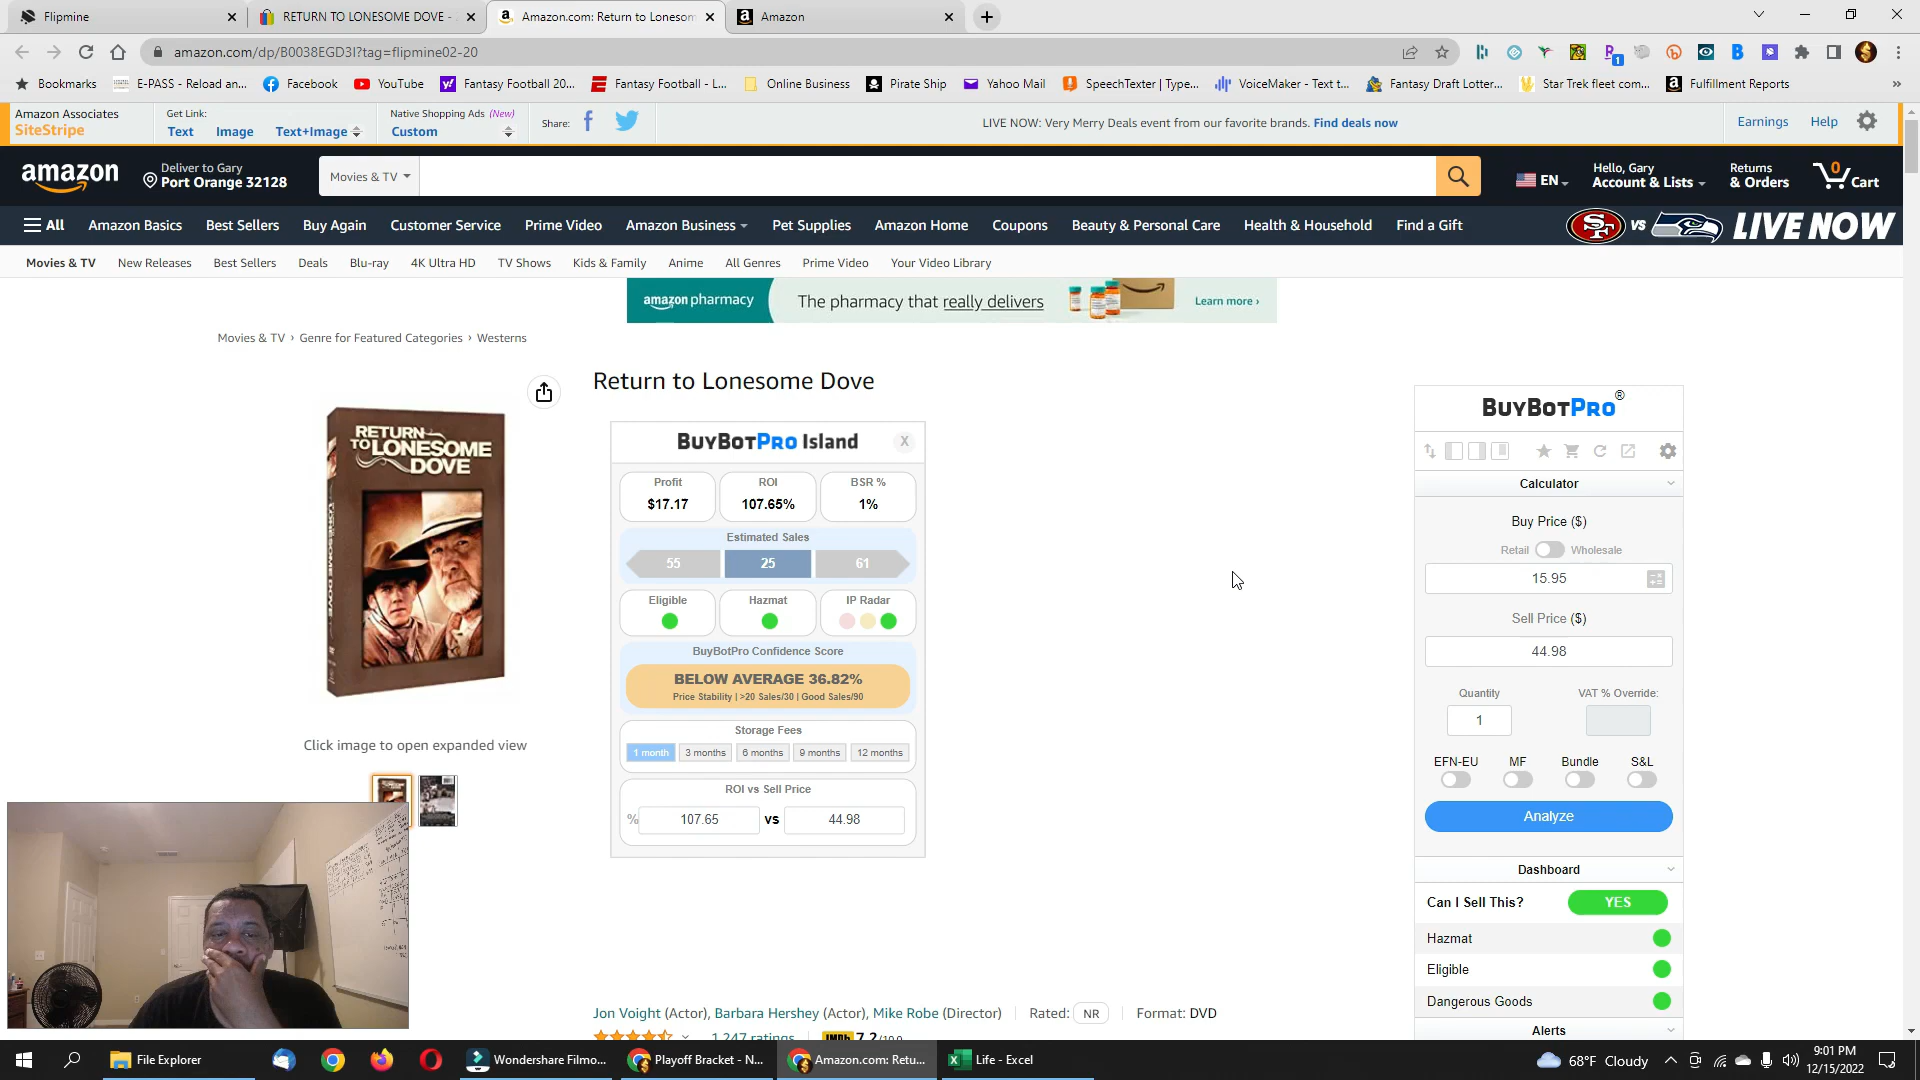 Flipmine
RETURN TO LONESOME DOVE -
Amazon.com: Return to Lonesom
Amazon
amazon.com/dp/B0038EGD3I?tag=flipmine02-20
Bookmarks
E-PASS - Reload an...
Facebook
YouTube
Fantasy Football 20...
Fantasy Football - L...
Online Business
Pirate Ship
Yahoo Mail
SpeechTexter | Type...
VoiceMaker - Text t...
Fantasy Draft Lotter...
Star Trek fleet com...
Fulfillment Reports
Amazon Associates
SiteStripe
Get Link:
Text
Image
Text+Image
Native Shopping Ads (New)
Custom
Share:
LIVE NOW: Very Merry Deals event from our favorite brands. Find deals now
Earnings
Help
amazon
Deliver to Gary
Port Orange 32128
Movies & TV
EN
Hello, Gary
Account & Lists
Returns
& Orders
0
Cart
All
Amazon Basics
Best Sellers
Buy Again
Customer Service
Prime Video
Amazon Business
Pet Supplies
Amazon Home
Coupons
Beauty & Personal Care
Health & Household
Find a Gift
SF
VS
LIVE NOW
Movies & TV
New Releases
Best Sellers
Deals
Blu-ray
4K Ultra HD
TV Shows
Kids & Family
Anime
All Genres
Prime Video
Your Video Library
amazon pharmacy
The pharmacy that really delivers
Learn more ›
Movies & TV › Genre for Featured Categories › Westerns
RETURN
TO LONESOME
DOVE
Click image to open expanded view
Return to Lonesome Dove
BUYBOTPRO Island
X
Profit
$17.17
ROI
107.65%
BSR %
1%
Estimated Sales
55
25
61
Eligible
Hazmat
IP Radar
BuyBotPro Confidence Score
BELOW AVERAGE 36.82%
Price Stability | >20 Sales/30 | Good Sales/90
Storage Fees
1 month
3 months
6 months
9 months
12 months
ROI vs Sell Price
%
107.65
vs
44.98
Jon Voight (Actor), Barbara Hershey (Actor), Mike Robe (Director)
Rated: NR
Format: DVD
1,247 ratings
IMDb 7.2/10.0
BUYBOTPRO®
Calculator
Buy Price ($)
Retail
Wholesale
15.95
Sell Price ($)
44.98
Quantity
VAT % Override:
1
EFN-EU
MF
Bundle
S&L
Analyze
Dashboard
Can I Sell This?
YES
Hazmat
Eligible
Dangerous Goods
Alerts
File Explorer
Wondershare Filmo...
Playoff Bracket - N...
Amazon.com: Retu...
Life - Excel
68°F Cloudy
9:01 PM
12/15/2022